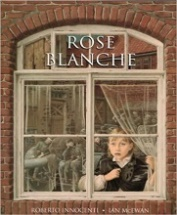 ROSE
BLANCHE
ROBERTO INNOCENTI • IAN McEWAN